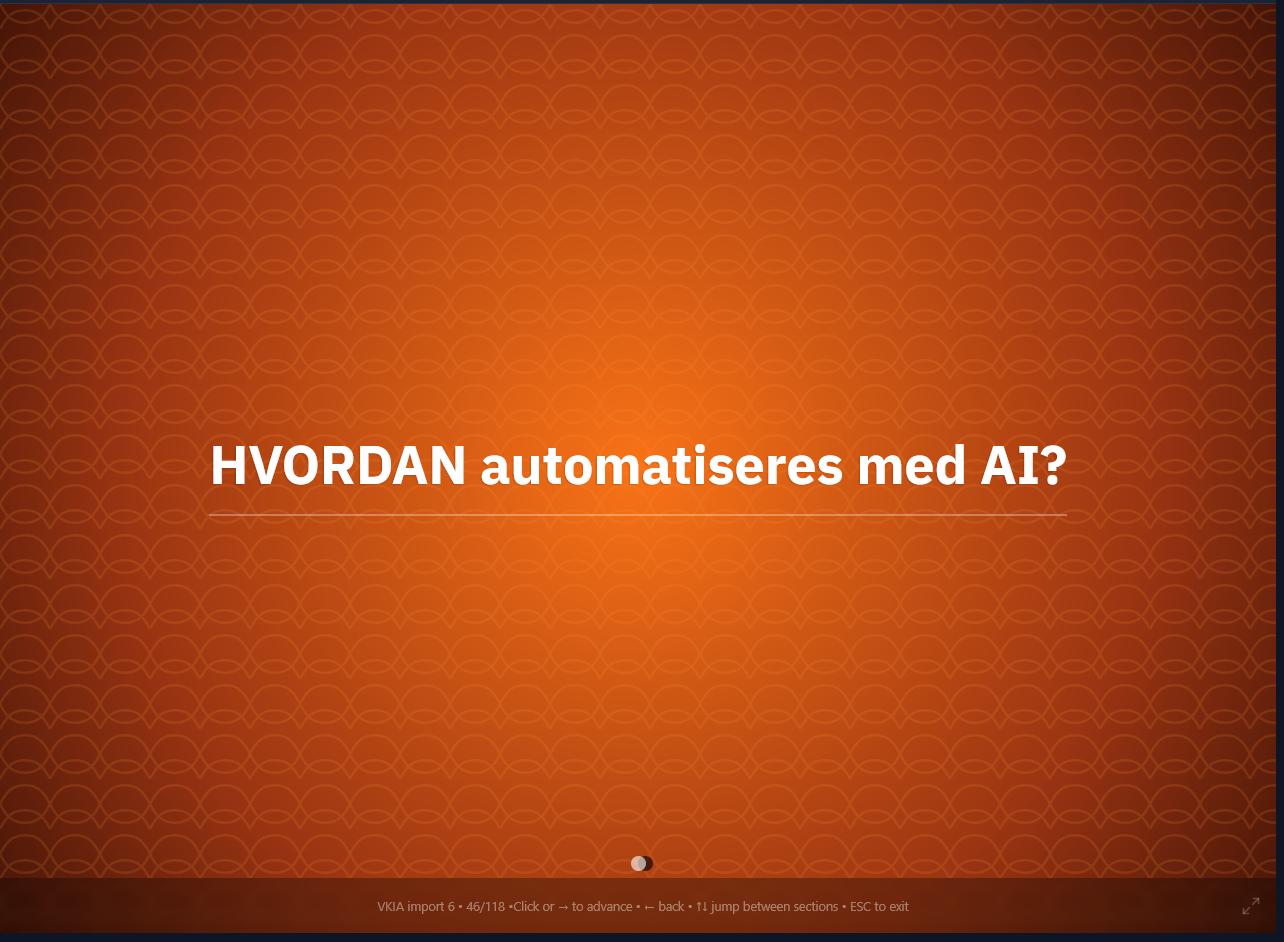 HVORDAN automatiseres med AI?
VKIA import 6 • 46/118 •Click or → to advance • ← back • ↑↓ jump between sections • ESC to exit